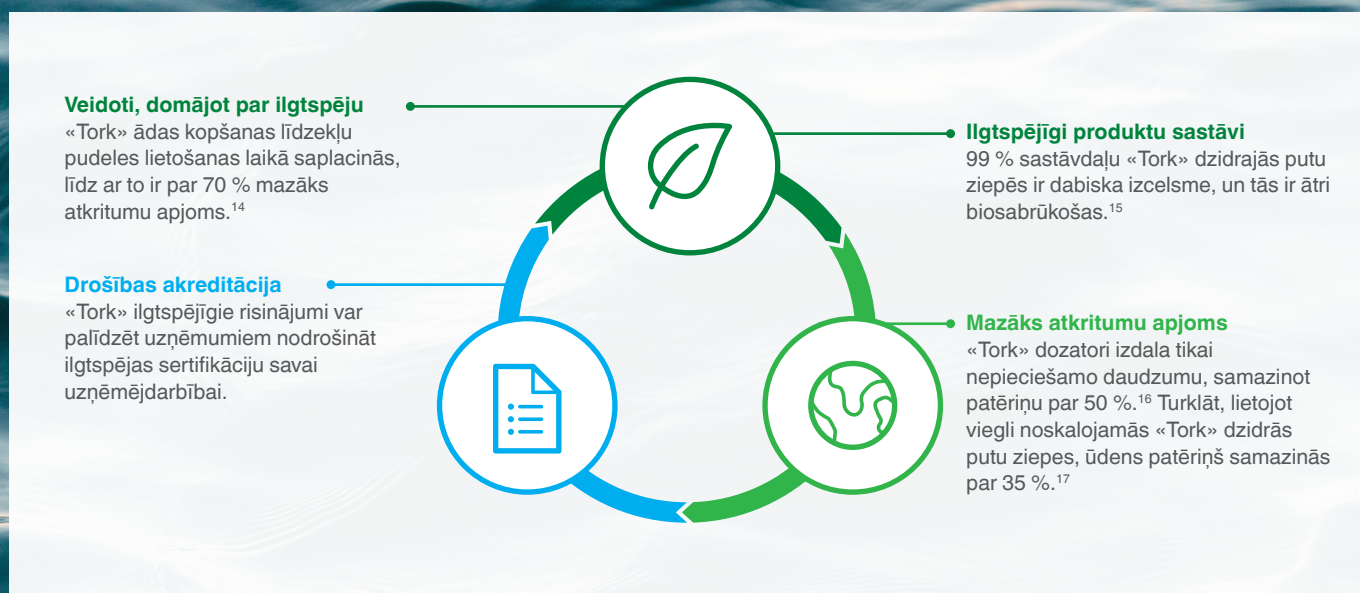 Veidoti, domājot par ilgtspēju
«Tork» ādas kopšanas līdzekļu
pudeles lietošanas laikā saplacinās,
līdz ar to ir par 70 % mazāks
atkritumu apjoms.¹⁴
Drošības akreditācija
«Tork» ilgtspējīgie risinājumi var
palīdzēt uzņēmumiem nodrošināt
ilgtspējas sertifikāciju savai
uzņēmējdarbībai.
Ilgtspējīgi produktu sastāvi
99 % sastāvdaļu «Tork» dzidrajās putu
ziepēs ir dabiska izcelsme, un tās ir ātri
biosabrūkošas.¹⁵
Mazāks atkritumu apjoms
«Tork» dozatori izdala tikai
nepieciešamo daudzumu, samazinot
patēriņu par 50 %.¹⁶ Turklāt, lietojot
viegli noskalojamās «Tork» dzidrās
putu ziepes, ūdens patēriņš samazinās
par 35 %.¹⁷